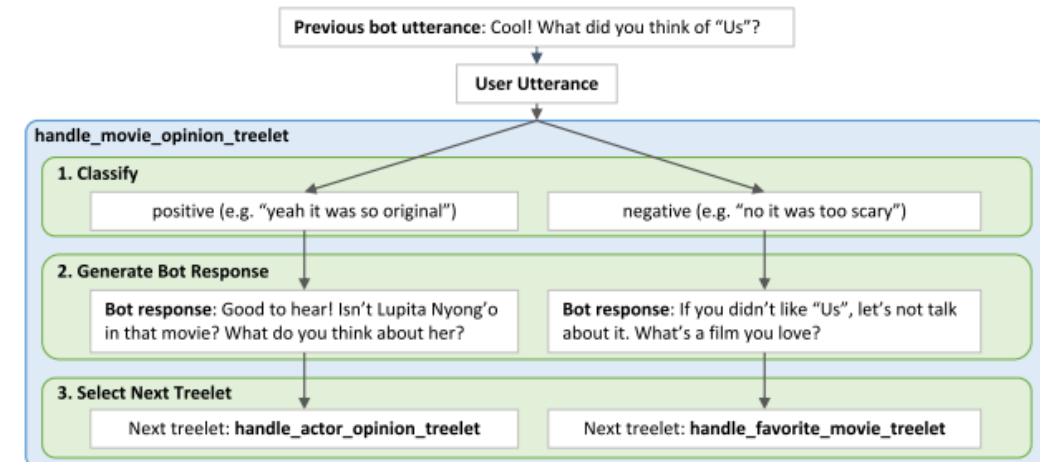 Previous bot utterance: Cool! What did you think of “Us”?
User Utterance
handle_movie_opinion_treelet
1. Classify
positive (e.g. “yeah it was so original”)
negative (e.g. “no it was too scary”)
2. Generate Bot Response
Bot response: Good to hear! Isn’t Lupita Nyong’o
in that movie? What do you think about her?
Bot response: If you didn’t like “Us”, let’s not talk
about it. What’s a film you love?
3. Select Next Treelet
Next treelet: handle_actor_opinion_treelet
Next treelet: handle_favorite_movie_treelet